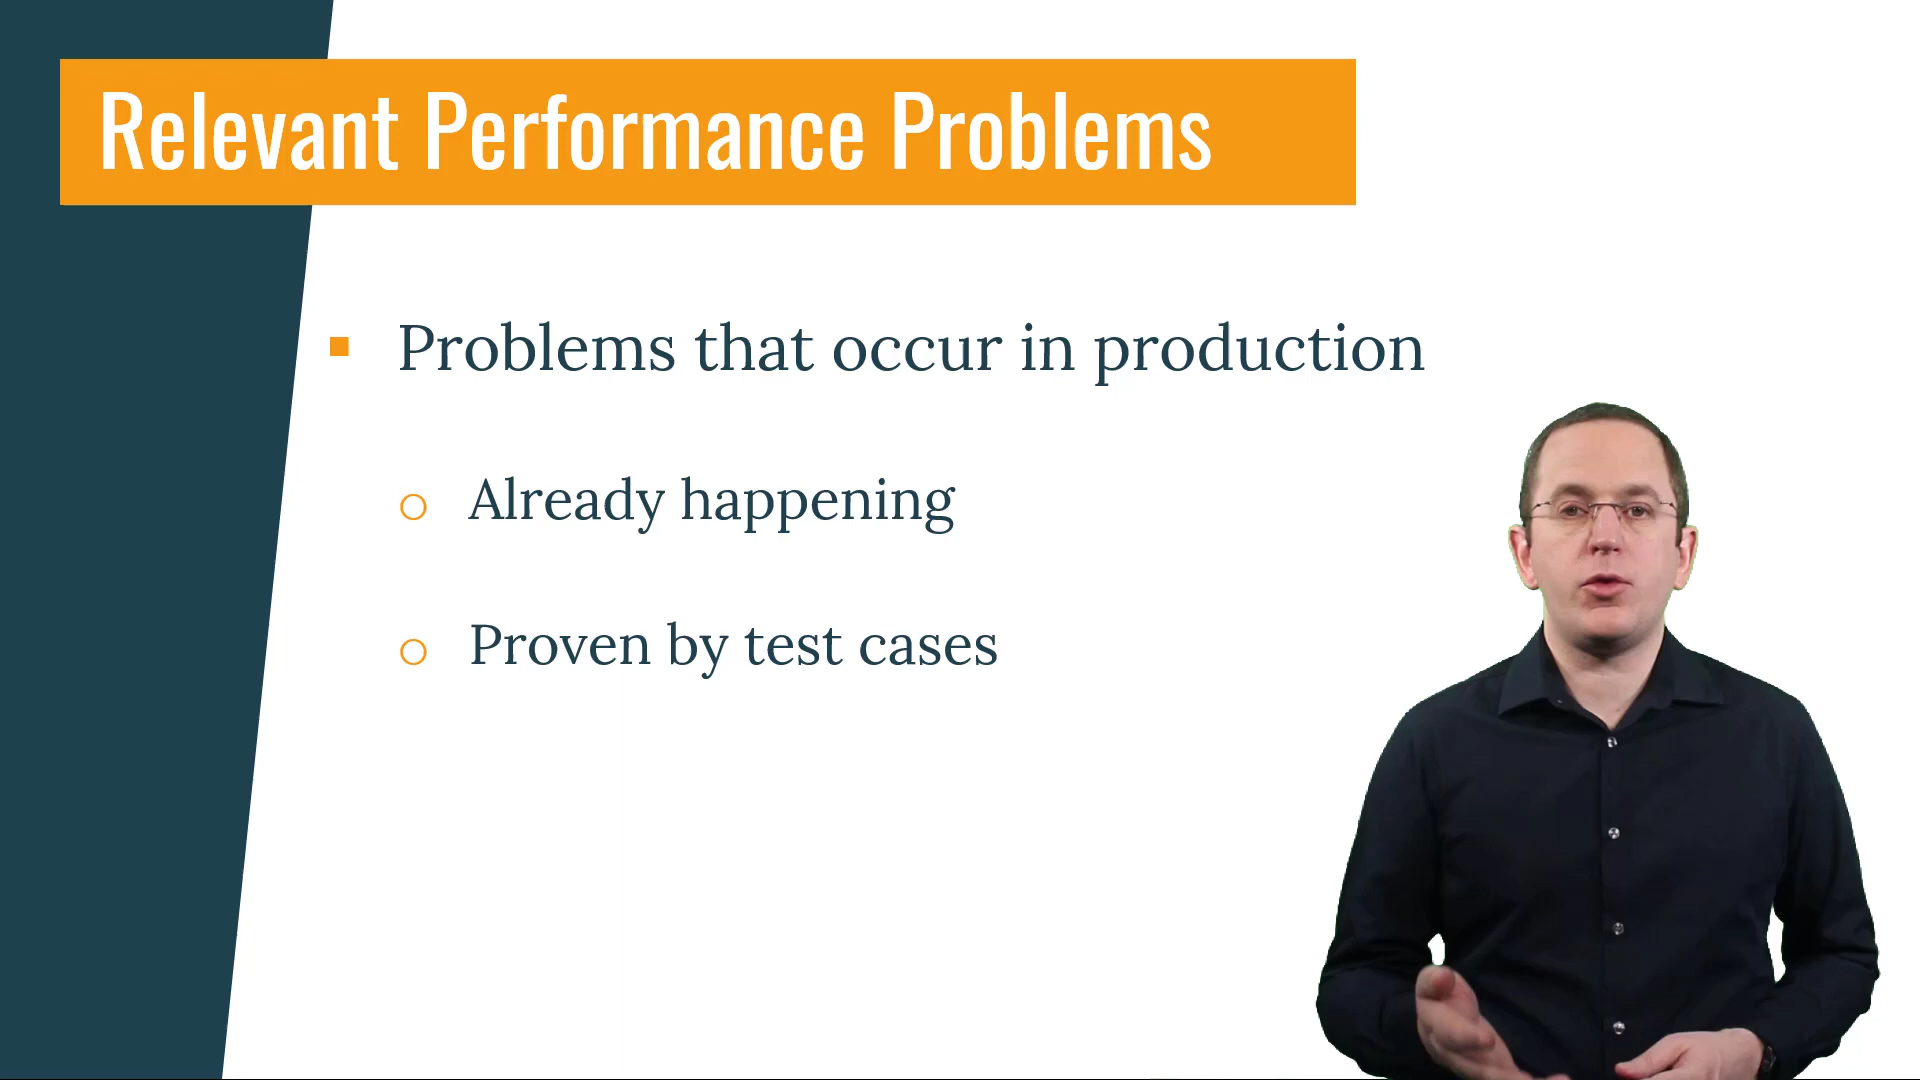 Relevant Performance Problems
Problems that occur in production
Already happening
Proven by test cases